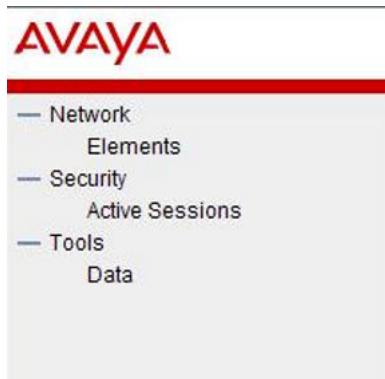 AVAYA
Network
Elements
Security
Active Sessions
Tools
Data